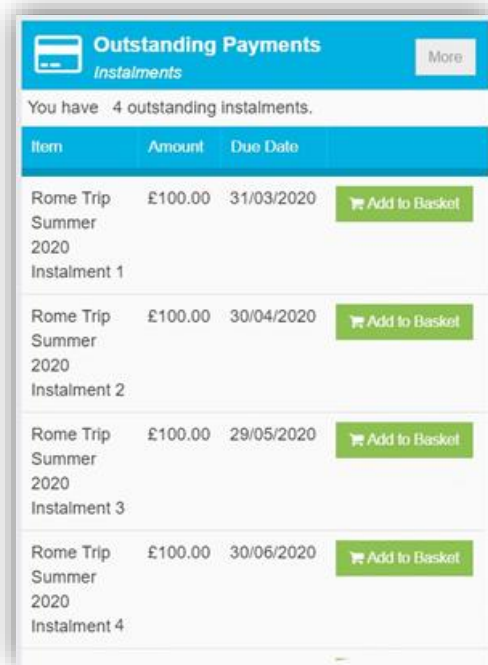 Outstanding Payments
Instalments
More
You have 4 outstanding instalments.
Item Amount Due Date
Rome Trip £100.00 31/03/2020 Add to Basket
Summer
2020
Instalment 1
Rome Trip £100.00 30/04/2020 Add to Basket
Summer
2020
Instalment 2
Rome Trip £100.00 29/05/2020 Add to Basket
Summer
2020
Instalment 3
Rome Trip £100.00 30/06/2020 Add to Basket
Summer
2020
Instalment 4